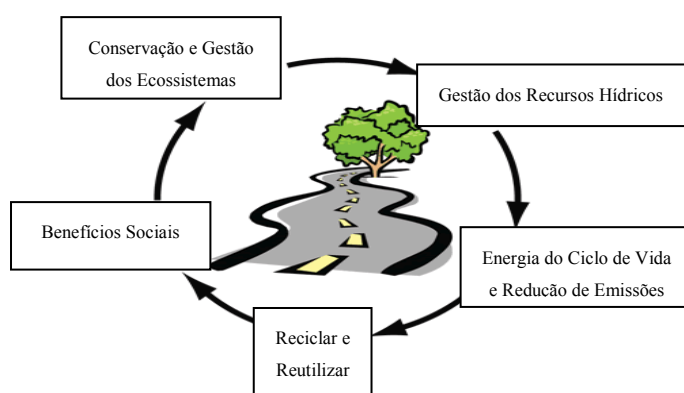 Conservação e Gestão
dos Ecossistemas
Gestão dos Recursos Hídricos
Energia do Ciclo de Vida
e Redução de Emissões
Reciclar e
Reutilizar
Benefícios Sociais